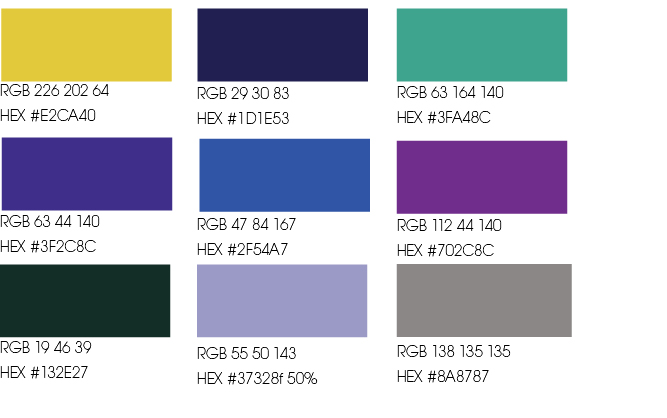 RGB 226 202 64
HEX #E2CA40
RGB 29 30 83
HEX #1D1E53
RGB 63 164 140
HEX #3FA48C
RGB 63 44 140
HEX #3F2C8C
RGB 47 84 167
HEX #2F54A7
RGB 112 44 140
HEX #702C8C
RGB 19 46 39
HEX #132E27
RGB 55 50 143
HEX #37328f 50%
RGB 138 135 135
HEX #8A8787